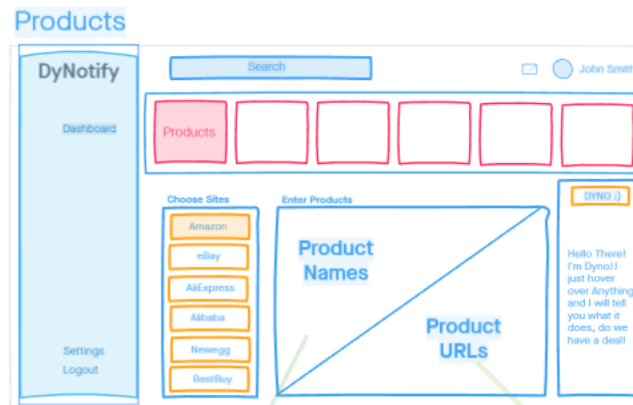 Products
DyNotify
Search
John Smith
Dashboard
Products
Choose Sites
Enter Products
DYNO :)
Amazon
eBay
AliExpress
Alibaba
Newegg
BestBuy
Product
Names
Product
URLs
Hello There!
I'm Dyno!!
just hover
over Anything
and I will tell
you what it
does, do we
have a deal!
Settings
Logout